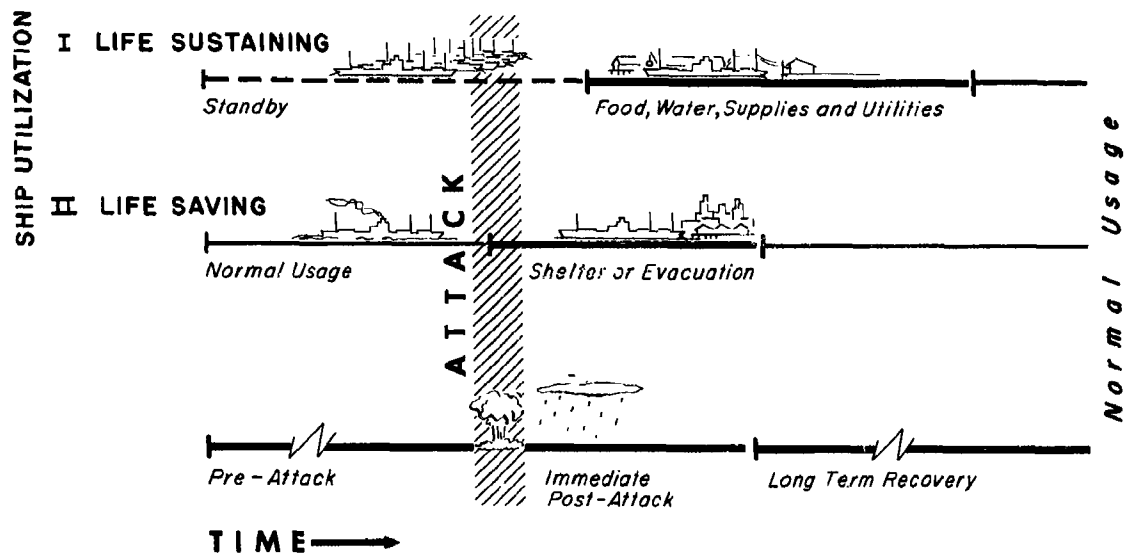 SHIP UTILIZATION
I LIFE SUSTAINING
Standby
Food, Water, Supplies and Utilities
II LIFE SAVING
Normal Usage
Shelter or Evacuation
ATTACK
Normal Usage
Pre-Attack
Immediate
Post-Attack
Long Term Recovery
TIME